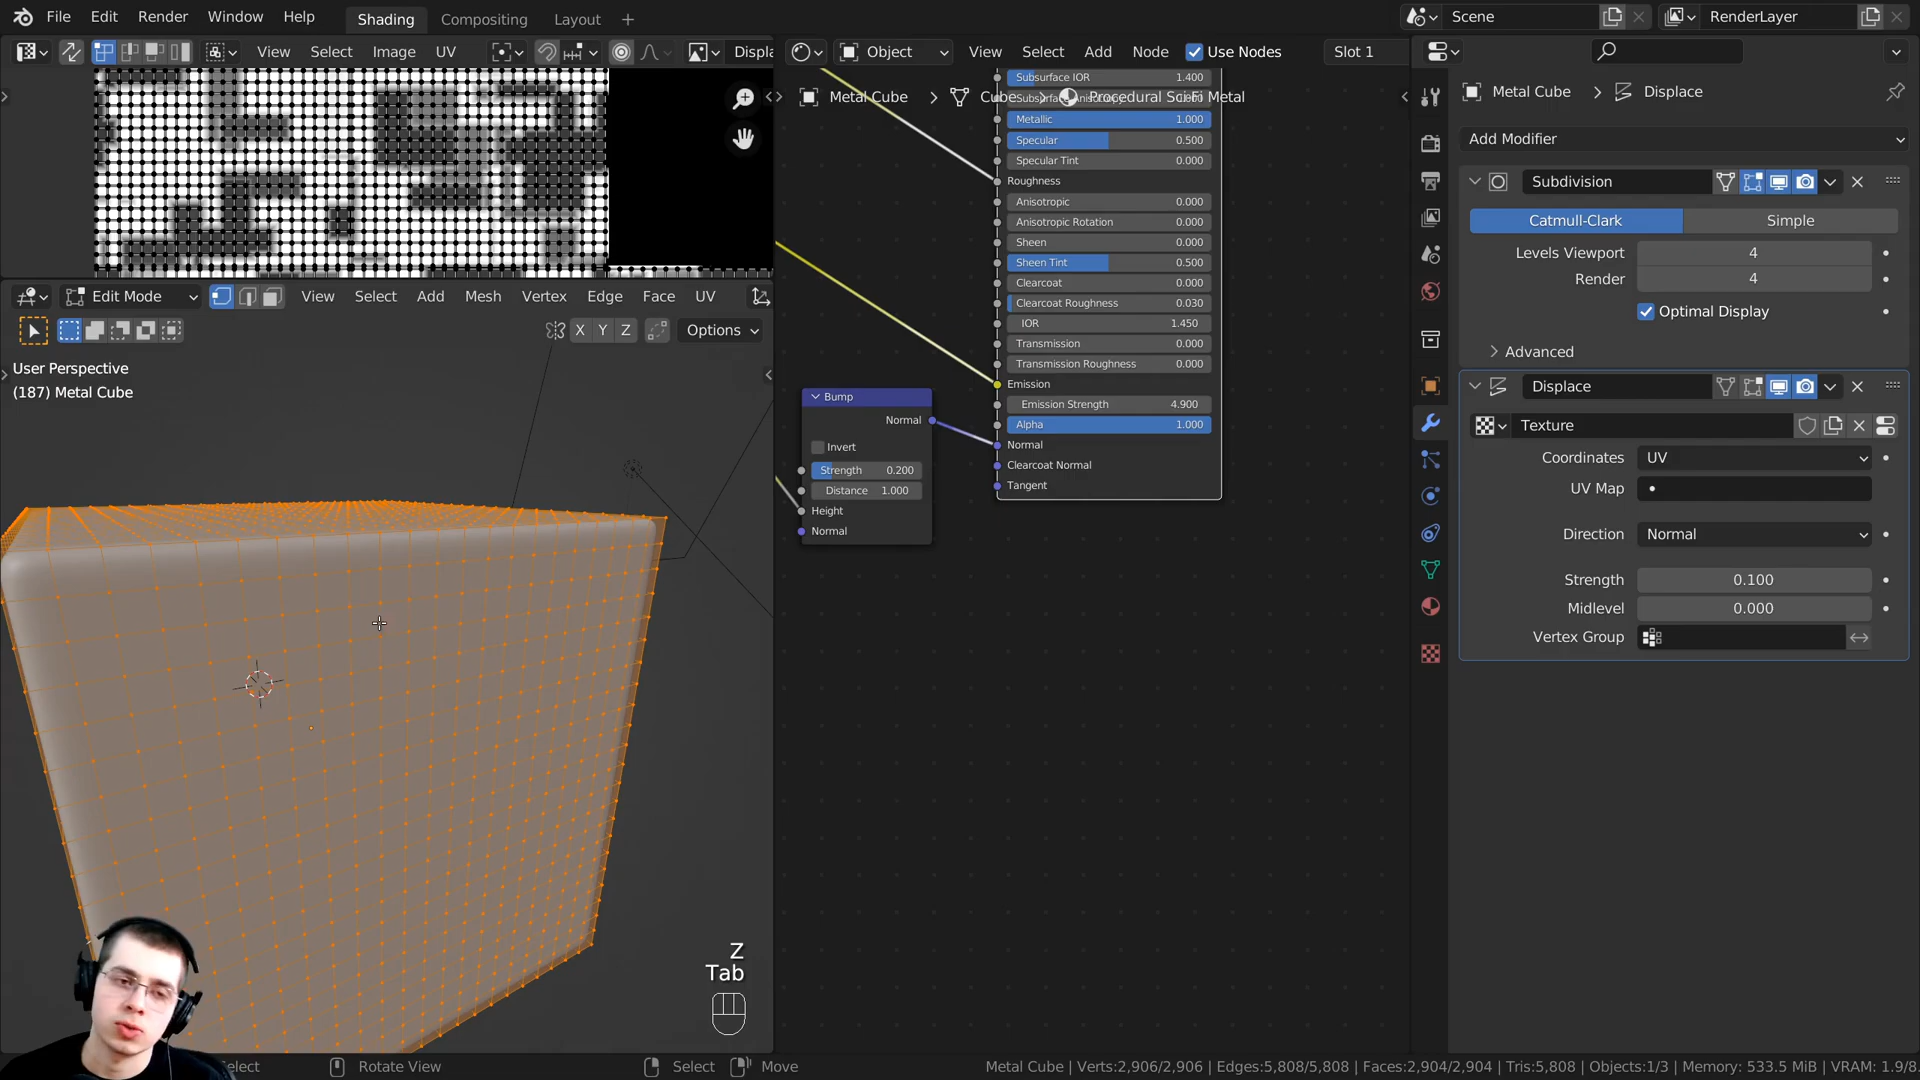 File Edit Render Window Help Shading Compositing Layout + Scene RenderLayer
View Select Image UV Displa
Object View Select Add Node Use Nodes Slot 1
Metal Cube > Cube > Procedural Sci-Fi Metal
Subsurface IOR 1.400
Metallic 1.000
Specular 0.500
Specular Tint 0.000
Roughness
Anisotropic 0.000
Anisotropic Rotation 0.000
Sheen 0.000
Sheen Tint 0.500
Clearcoat 0.000
Clearcoat Roughness 0.030
IOR 1.450
Transmission 0.000
Transmission Roughness 0.000
Emission
Emission Strength 4.900
Alpha 1.000
Normal
Clearcoat Normal
Tangent
Bump
Normal
Invert
Strength 0.200
Distance 1.000
Height
Normal
Edit Mode View Select Add Mesh Vertex Edge Face UV
X Y Z Options
User Perspective
(187) Metal Cube
Z
Tab
Metal Cube > Displace
Add Modifier
Subdivision
Catmull-Clark Simple
Levels Viewport 4
Render 4
Optimal Display
Advanced
Displace
Texture
Coordinates UV
UV Map
Direction Normal
Strength 0.100
Midlevel 0.000
Vertex Group
elect Rotate View Select Move Metal Cube | Verts:2,906/2,906 | Edges:5,808/5,808 | Faces:2,904/2,904 | Tris:5,808 | Objects:1/3 | Memory: 533.5 MiB | VRAM: 1.9/8.